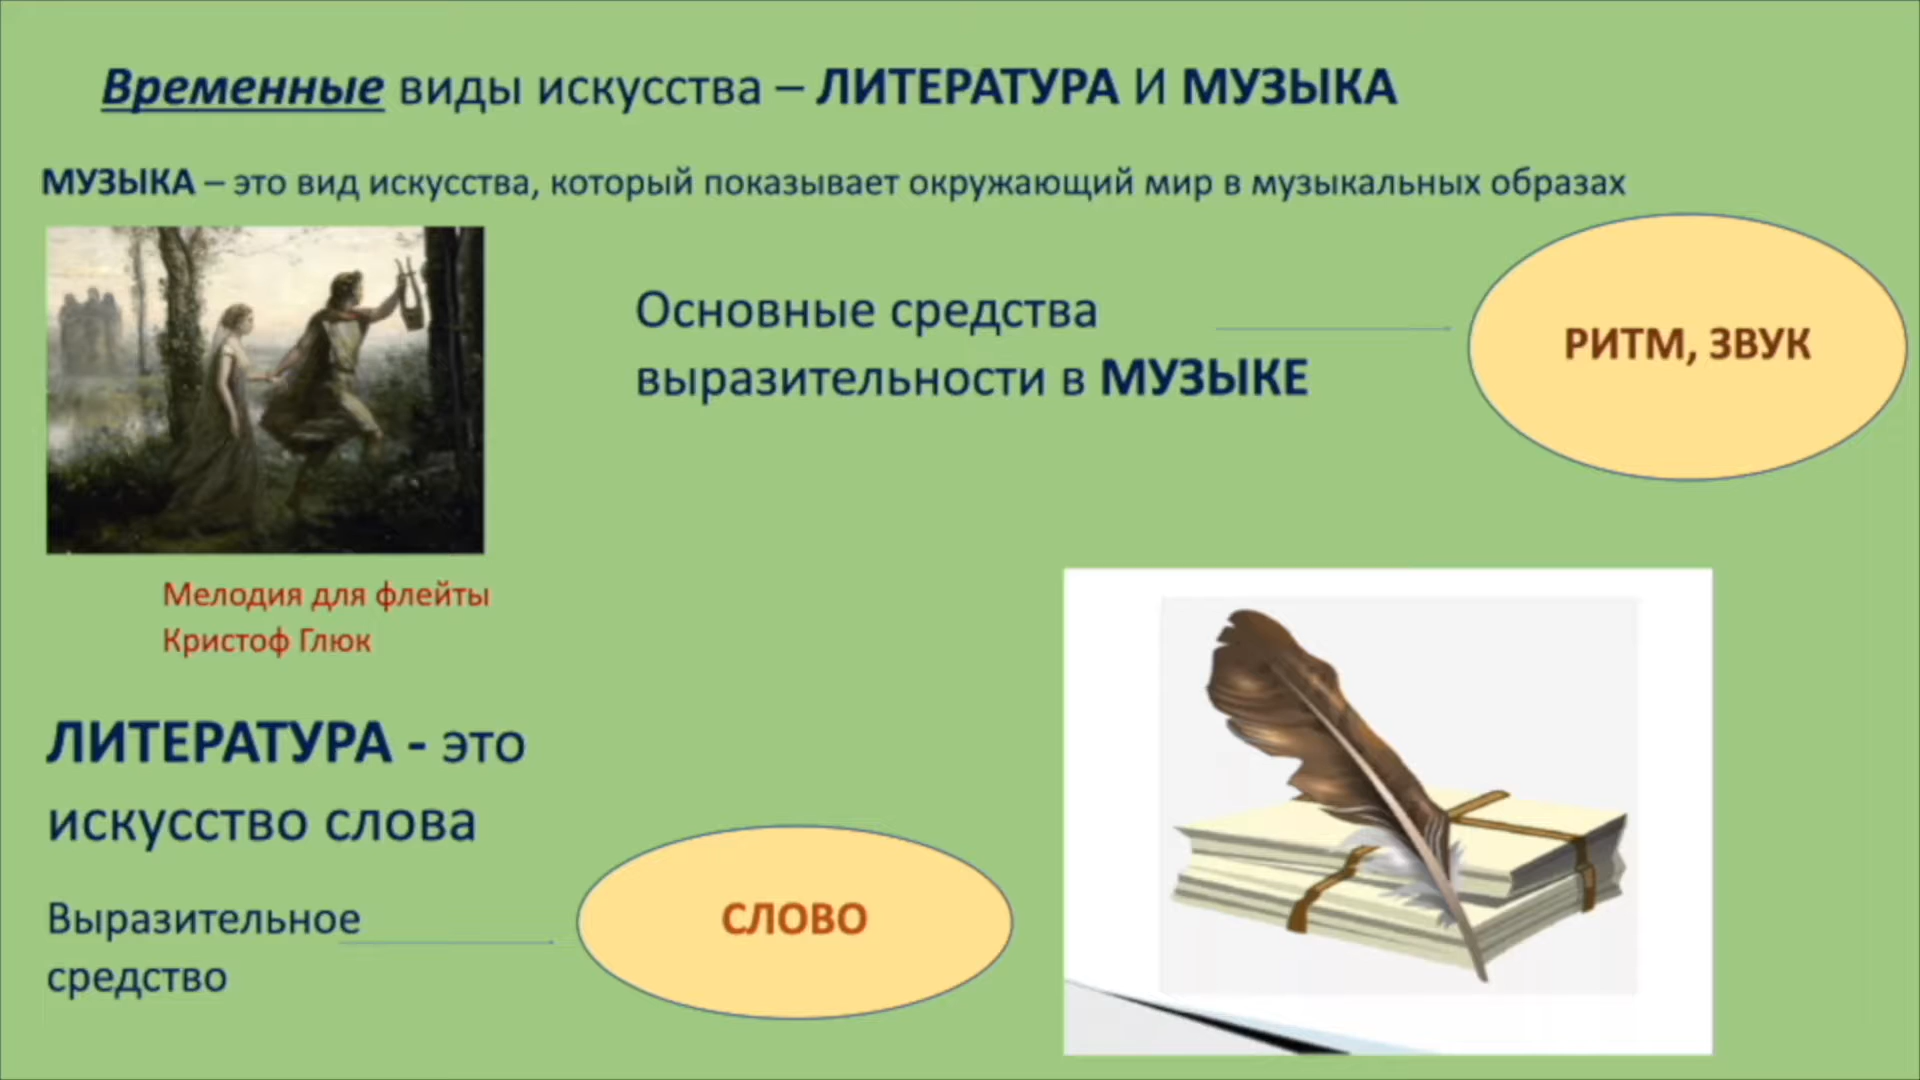 Временные виды искусства – ЛИТЕРАТУРА И МУЗЫКА
МУЗЫКА – это вид искусства, который показывает окружающий мир в музыкальных образах
Основные средства
выразительности в МУЗЫКЕ
РИТМ, ЗВУК
Мелодия для флейты
Кристоф Глюк
ЛИТЕРАТУРА - это
искусство слова
Выразительное
средство
СЛОВО